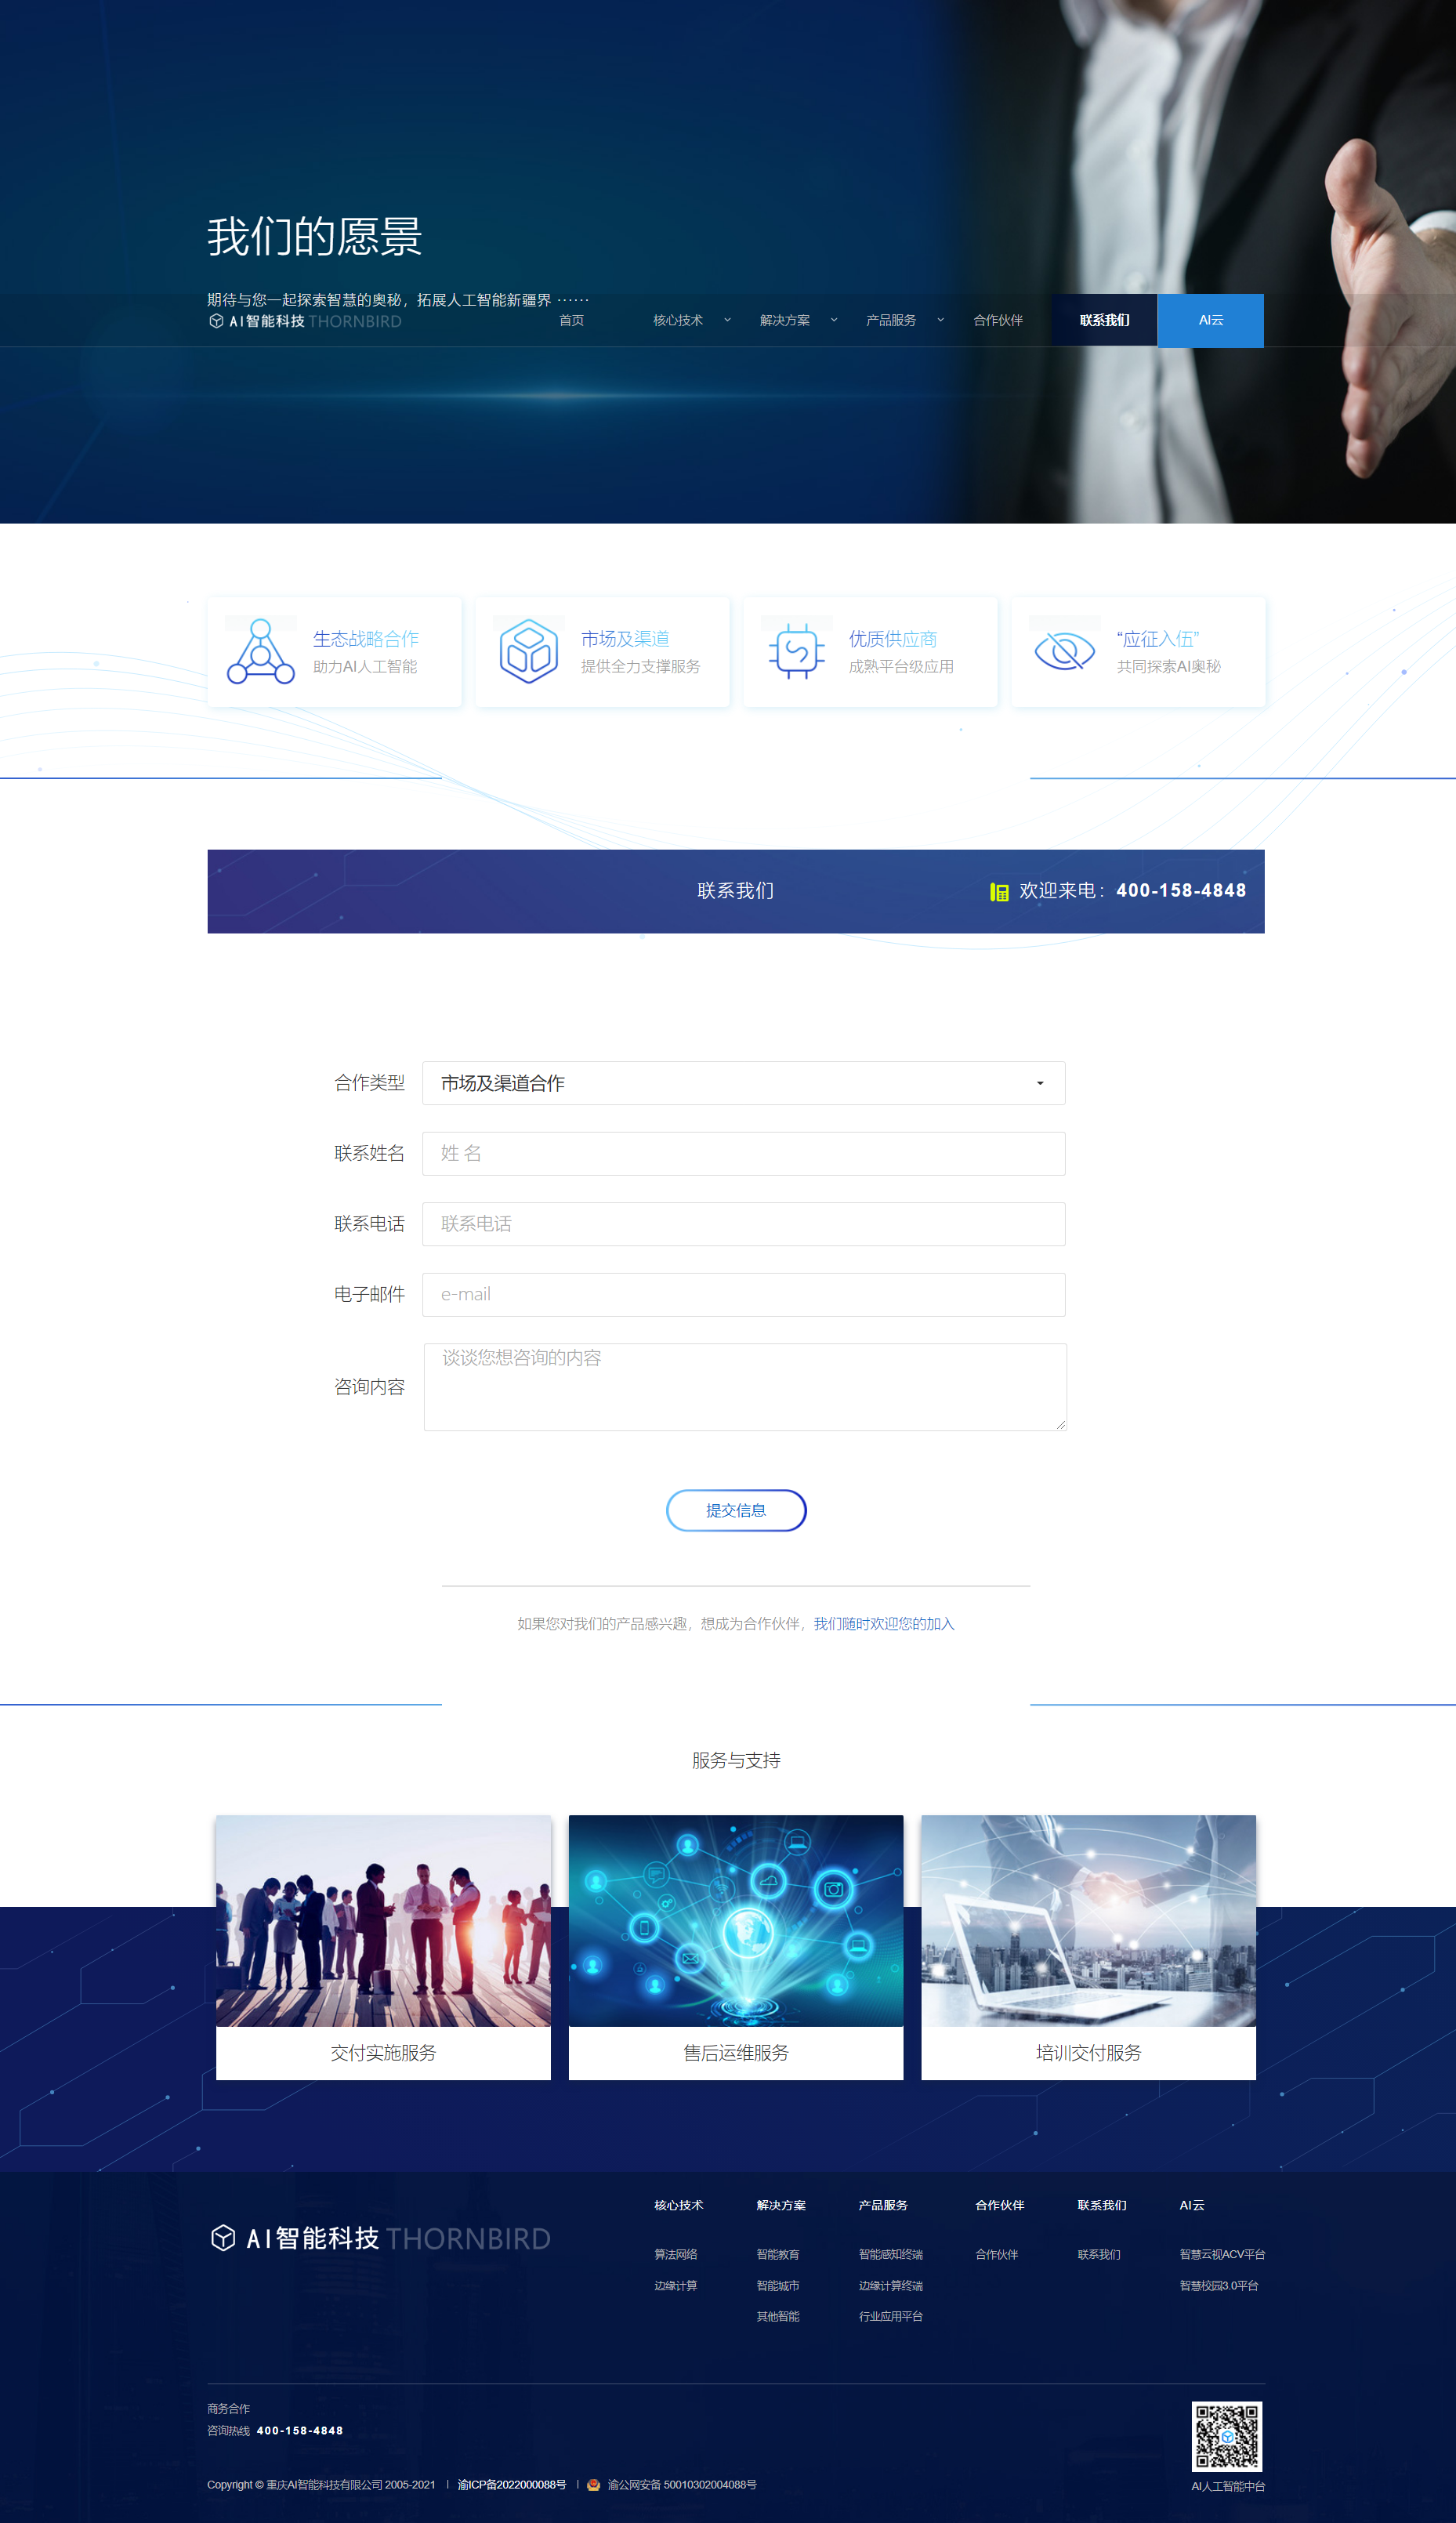 我们的愿景
期待与您一起探索智慧的奥秘，拓展人工智能新疆界 ······
AI智能科技 THORNBIRD
首页 核心技术 解决方案 产品服务 合作伙伴 联系我们 AI云
生态战略合作
助力AI人工智能
市场及渠道
提供全力支撑服务
优质供应商
成熟平台级应用
“应征入伍”
共同探索AI奥秘
联系我们
欢迎来电：400-158-4848
合作类型 市场及渠道合作
联系姓名 姓 名
联系电话 联系电话
电子邮件 e-mail
咨询内容 谈谈您想咨询的内容
提交信息
如果您对我们的产品感兴趣，想成为合作伙伴，我们随时欢迎您的加入
服务与支持
交付实施服务
售后运维服务
培训交付服务
AI智能科技 THORNBIRD
核心技术
算法网络
边缘计算
解决方案
智能教育
智能城市
其他智能
产品服务
智能感知终端
边缘计算终端
行业应用平台
合作伙伴
合作伙伴
联系我们
联系我们
AI云
智慧云视ACV平台
智慧校园3.0平台
商务合作
咨询热线 400-158-4848
Copyright © 重庆AI智能科技有限公司 2005-2021 | 渝ICP备2022000088号 | 渝公网安备 50010302004088号
AI人工智能中台